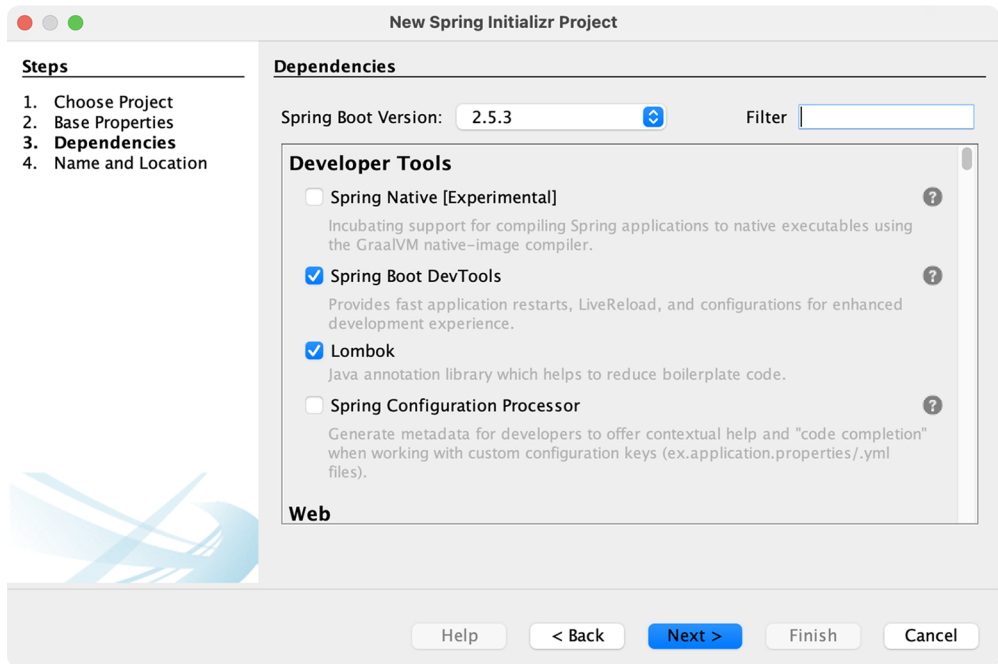 New Spring Initializr Project
Steps
1. Choose Project
2. Base Properties
3. Dependencies
4. Name and Location
Dependencies
Spring Boot Version: 2.5.3 Filter
Developer Tools
Spring Native [Experimental] ?
Incubating support for compiling Spring applications to native executables using
the GraalVM native-image compiler.
Spring Boot DevTools ?
Provides fast application restarts, LiveReload, and configurations for enhanced
development experience.
Lombok
Java annotation library which helps to reduce boilerplate code.
Spring Configuration Processor ?
Generate metadata for developers to offer contextual help and "code completion"
when working with custom configuration keys (ex.application.properties/.yml
files).
Web
Help < Back Next > Finish Cancel